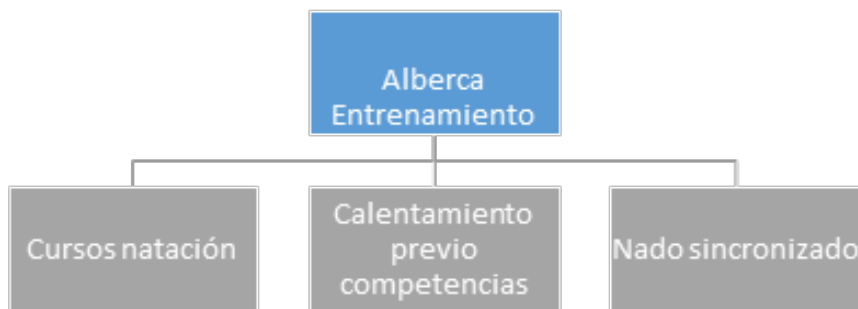 Alberca
Entrenamiento
Cursos natación
Calentamiento
previo
competencias
Nado sincronizado